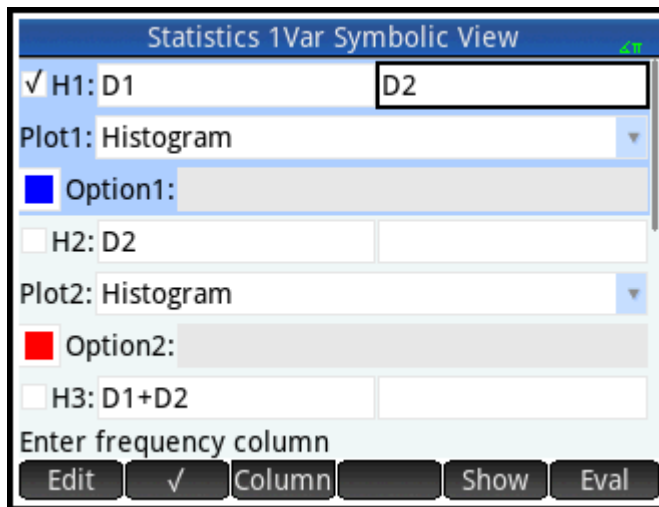 Statistics 1Var Symbolic View ∡π
√ H1: D1 D2
Plot1: Histogram
Option1:
H2: D2
Plot2: Histogram
Option2:
H3: D1+D2
Enter frequency column
Edit √ Column Show Eval